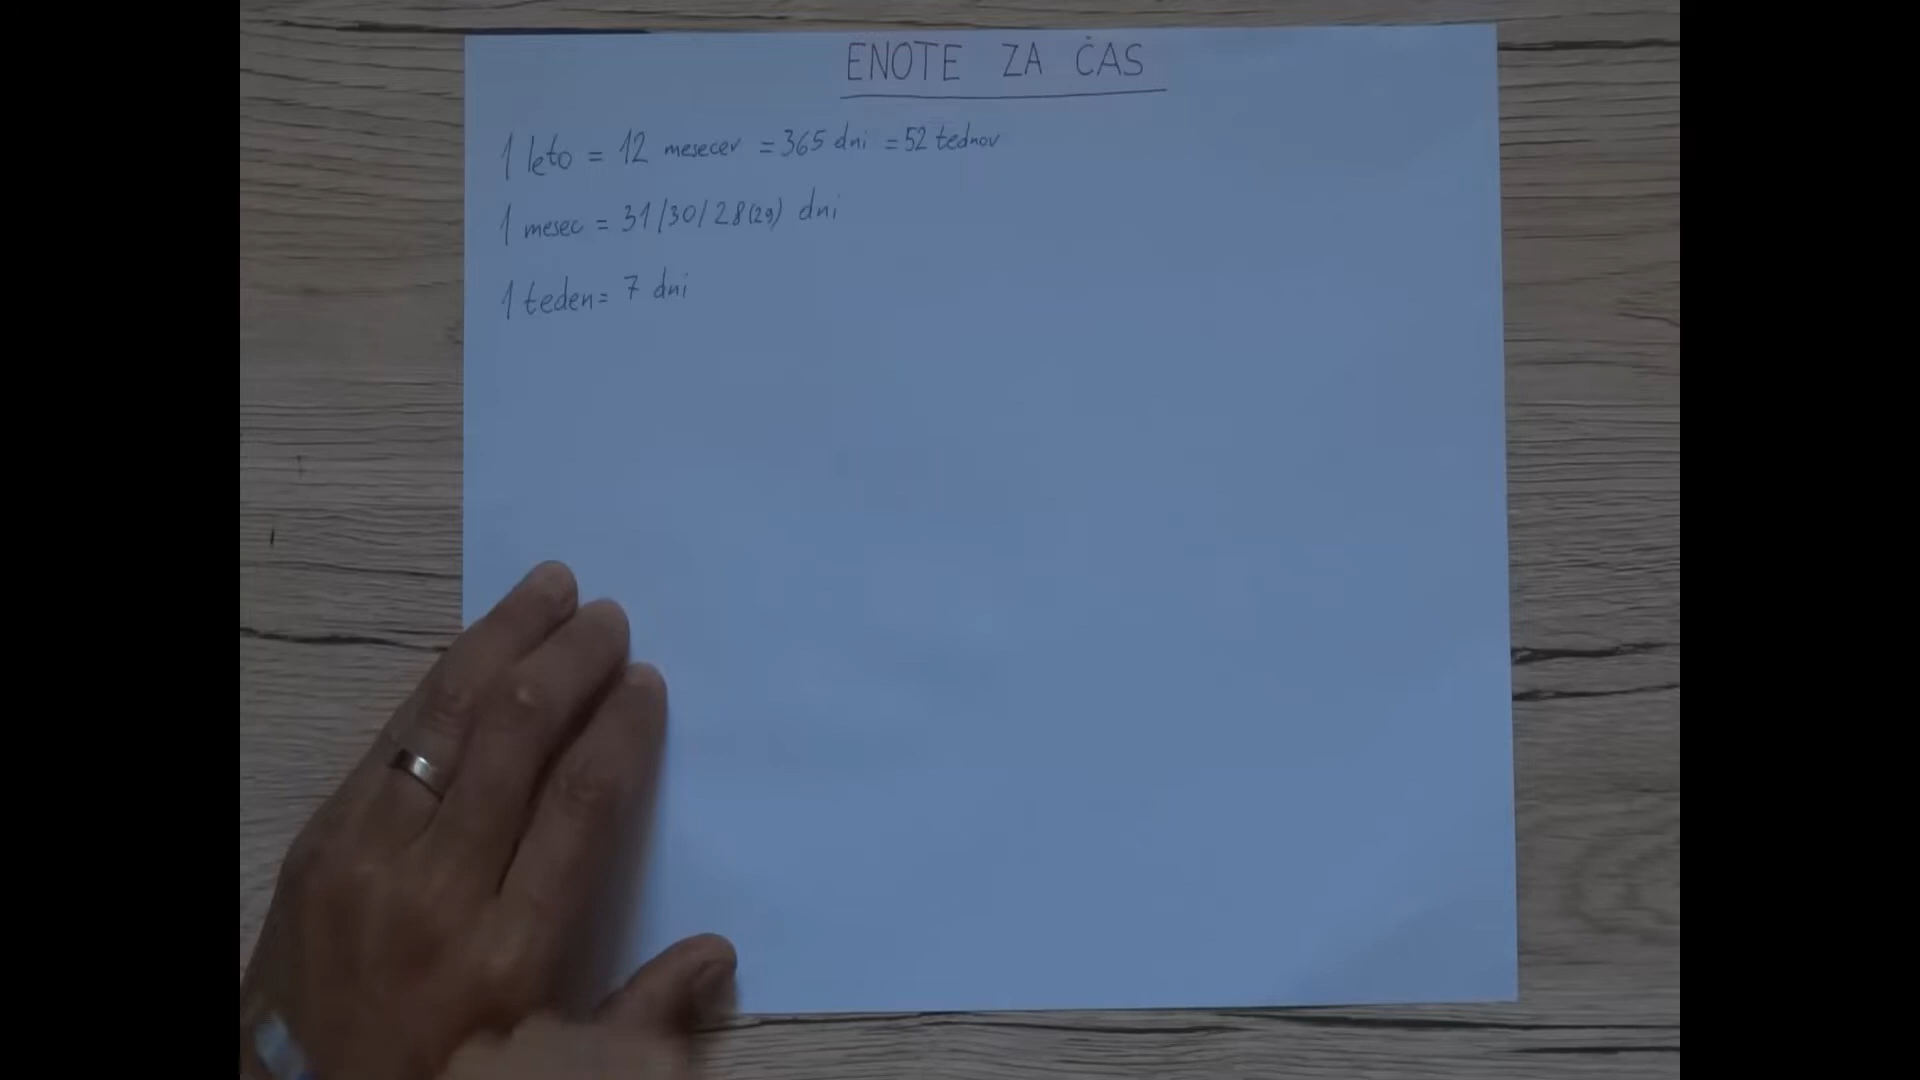 ENOTE ZA ČAS
1 leto = 12 mesecev = 365 dni = 52 tednov
1 mesec = 31/30/28(29) dni
1 teden = 7 dni